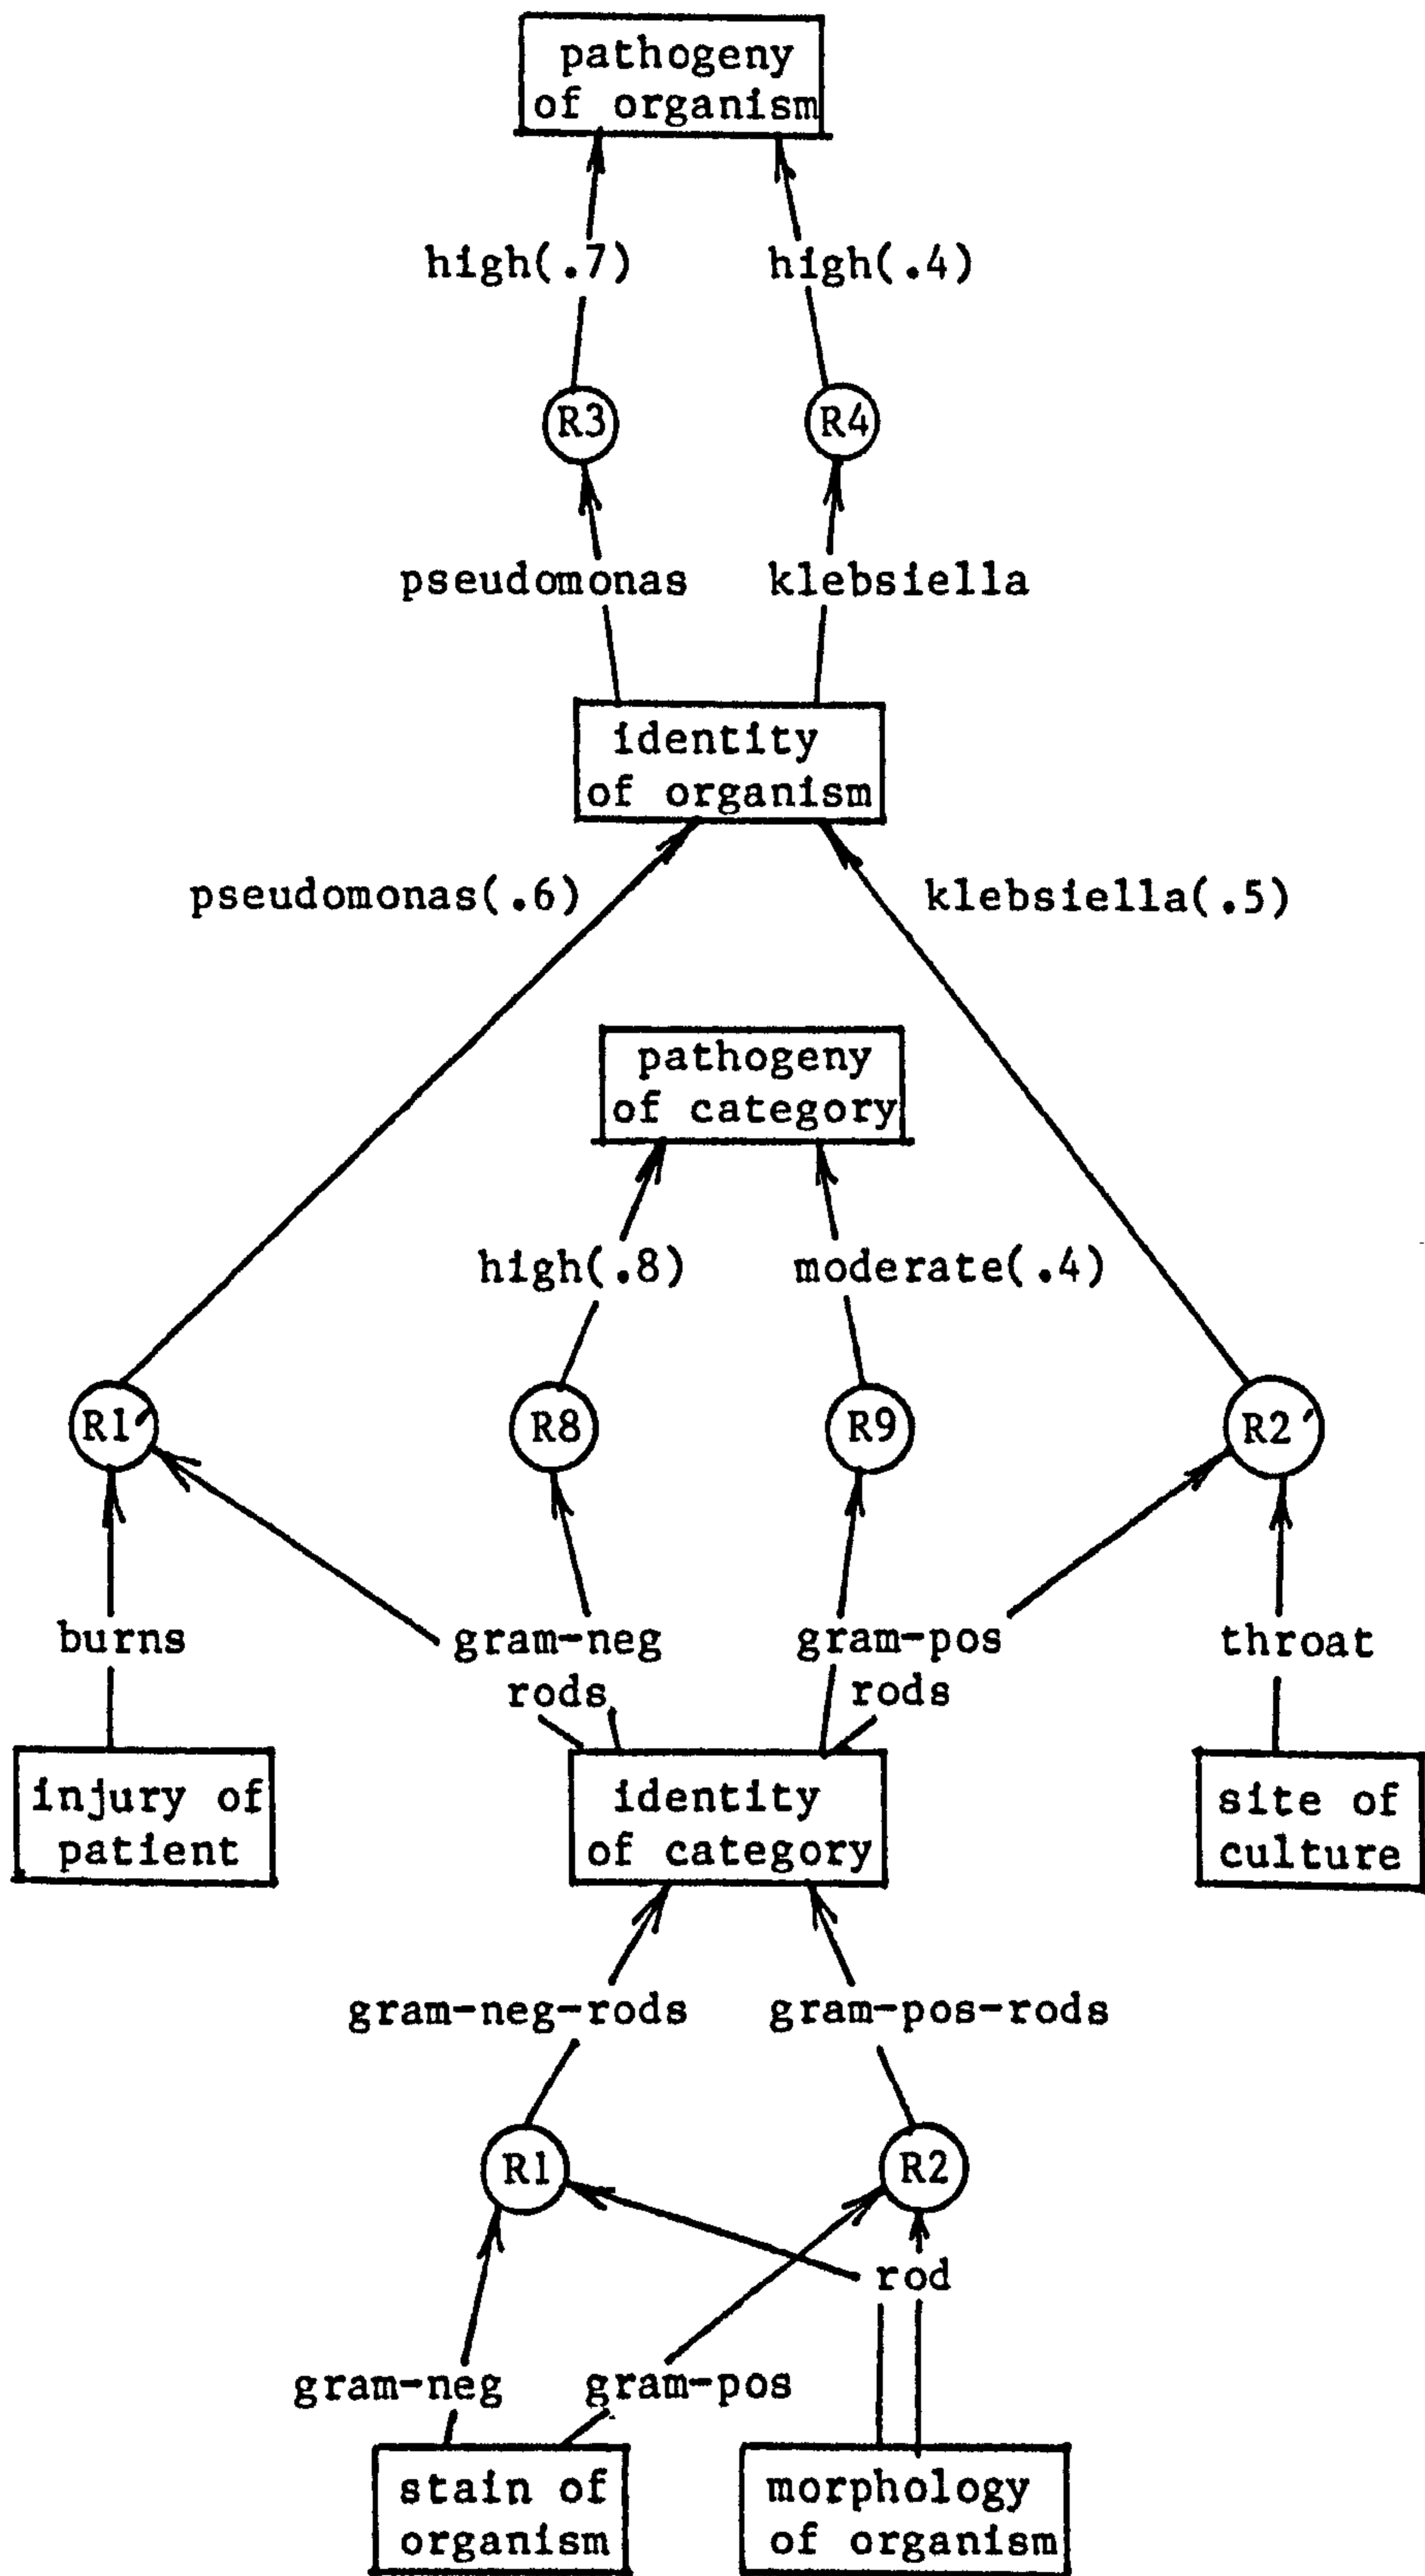 pathogeny
of organism
high(.7)
high(.4)
R3
R4
pseudomonas
klebsiella
identity
of organism
pseudomonas(.6)
klebsiella(.5)
pathogeny
of category
high(.8)
moderate(.4)
R1′
R8
R9
R2′
burns
gram-neg
rods
gram-pos
rods
throat
injury of
patient
identity
of category
site of
culture
gram-neg-rods
gram-pos-rods
R1
R2
rod
gram-neg
gram-pos
stain of
organism
morphology
of organism